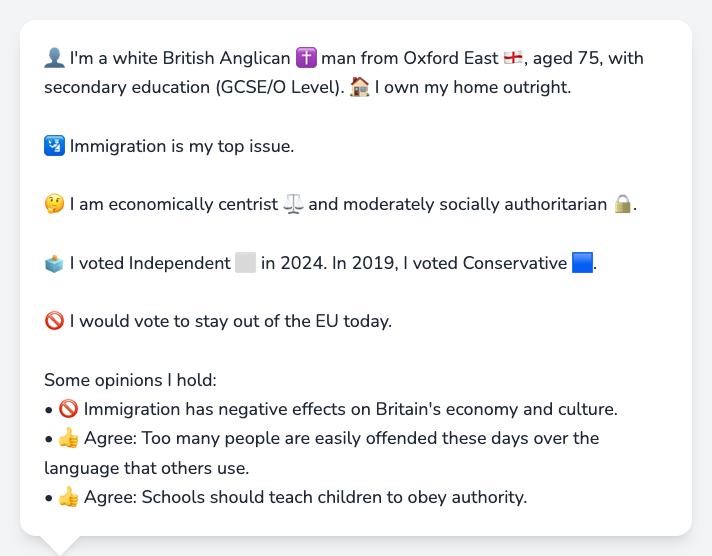 👤 I'm a white British Anglican ✝️ man from Oxford East 🏴󠁧󠁢󠁥󠁮󠁧󠁿, aged 75, with
secondary education (GCSE/O Level). 🏠 I own my home outright.
🛂 Immigration is my top issue.
🤔 I am economically centrist ⚖️ and moderately socially authoritarian 🔒.
🗳️ I voted Independent ⬜ in 2024. In 2019, I voted Conservative 🟦.
🚫 I would vote to stay out of the EU today.
Some opinions I hold:
• 🚫 Immigration has negative effects on Britain's economy and culture.
• 👍 Agree: Too many people are easily offended these days over the
language that others use.
• 👍 Agree: Schools should teach children to obey authority.